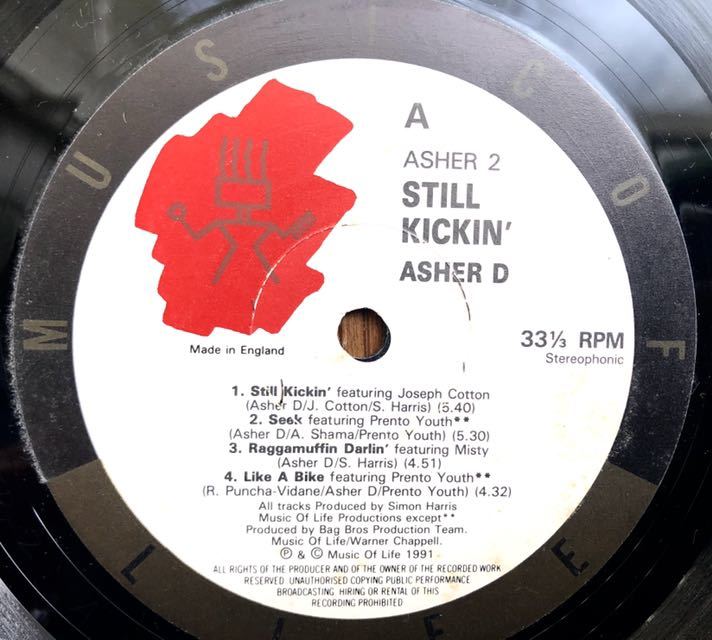 MUSIC OF LIFE
A
ASHER 2
STILL
KICKIN'
ASHER D
Made in England
33⅓ RPM
Stereophonic
1. Still Kickin' featuring Joseph Cotton
(Asher D/J. Cotton/S. Harris) (5.40)
2. Seek featuring Prento Youth**
(Asher D/A. Shama/Prento Youth) (5.30)
3. Raggamuffin Darlin' featuring Misty
(Asher D/S. Harris) (4.51)
4. Like A Bike featuring Prento Youth**
(R. Puncha-Vidane/Asher D/Prento Youth) (4.32)
All tracks Produced by Simon Harris
Music Of Life Productions except**
Produced by Bag Bros Production Team.
Music Of Life/Warner Chappell.
℗ & © Music Of Life 1991
ALL RIGHTS OF THE PRODUCER AND OF THE OWNER OF THE RECORDED WORK
RESERVED. UNAUTHORISED COPYING PUBLIC PERFORMANCE
BROADCASTING HIRING OR RENTAL OF THIS
RECORDING PROHIBITED